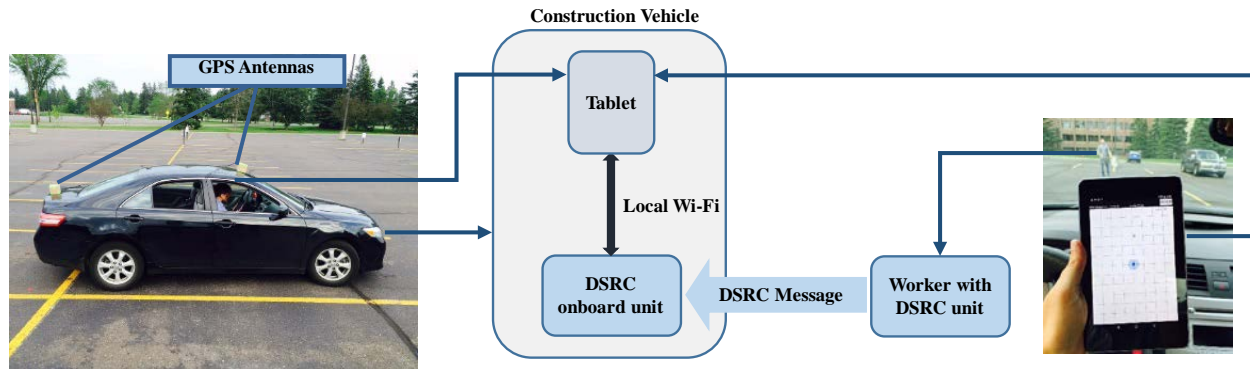 Construction Vehicle
GPS Antennas
Tablet
Local Wi-Fi
DSRC
onboard unit
DSRC Message
Worker with
DSRC unit